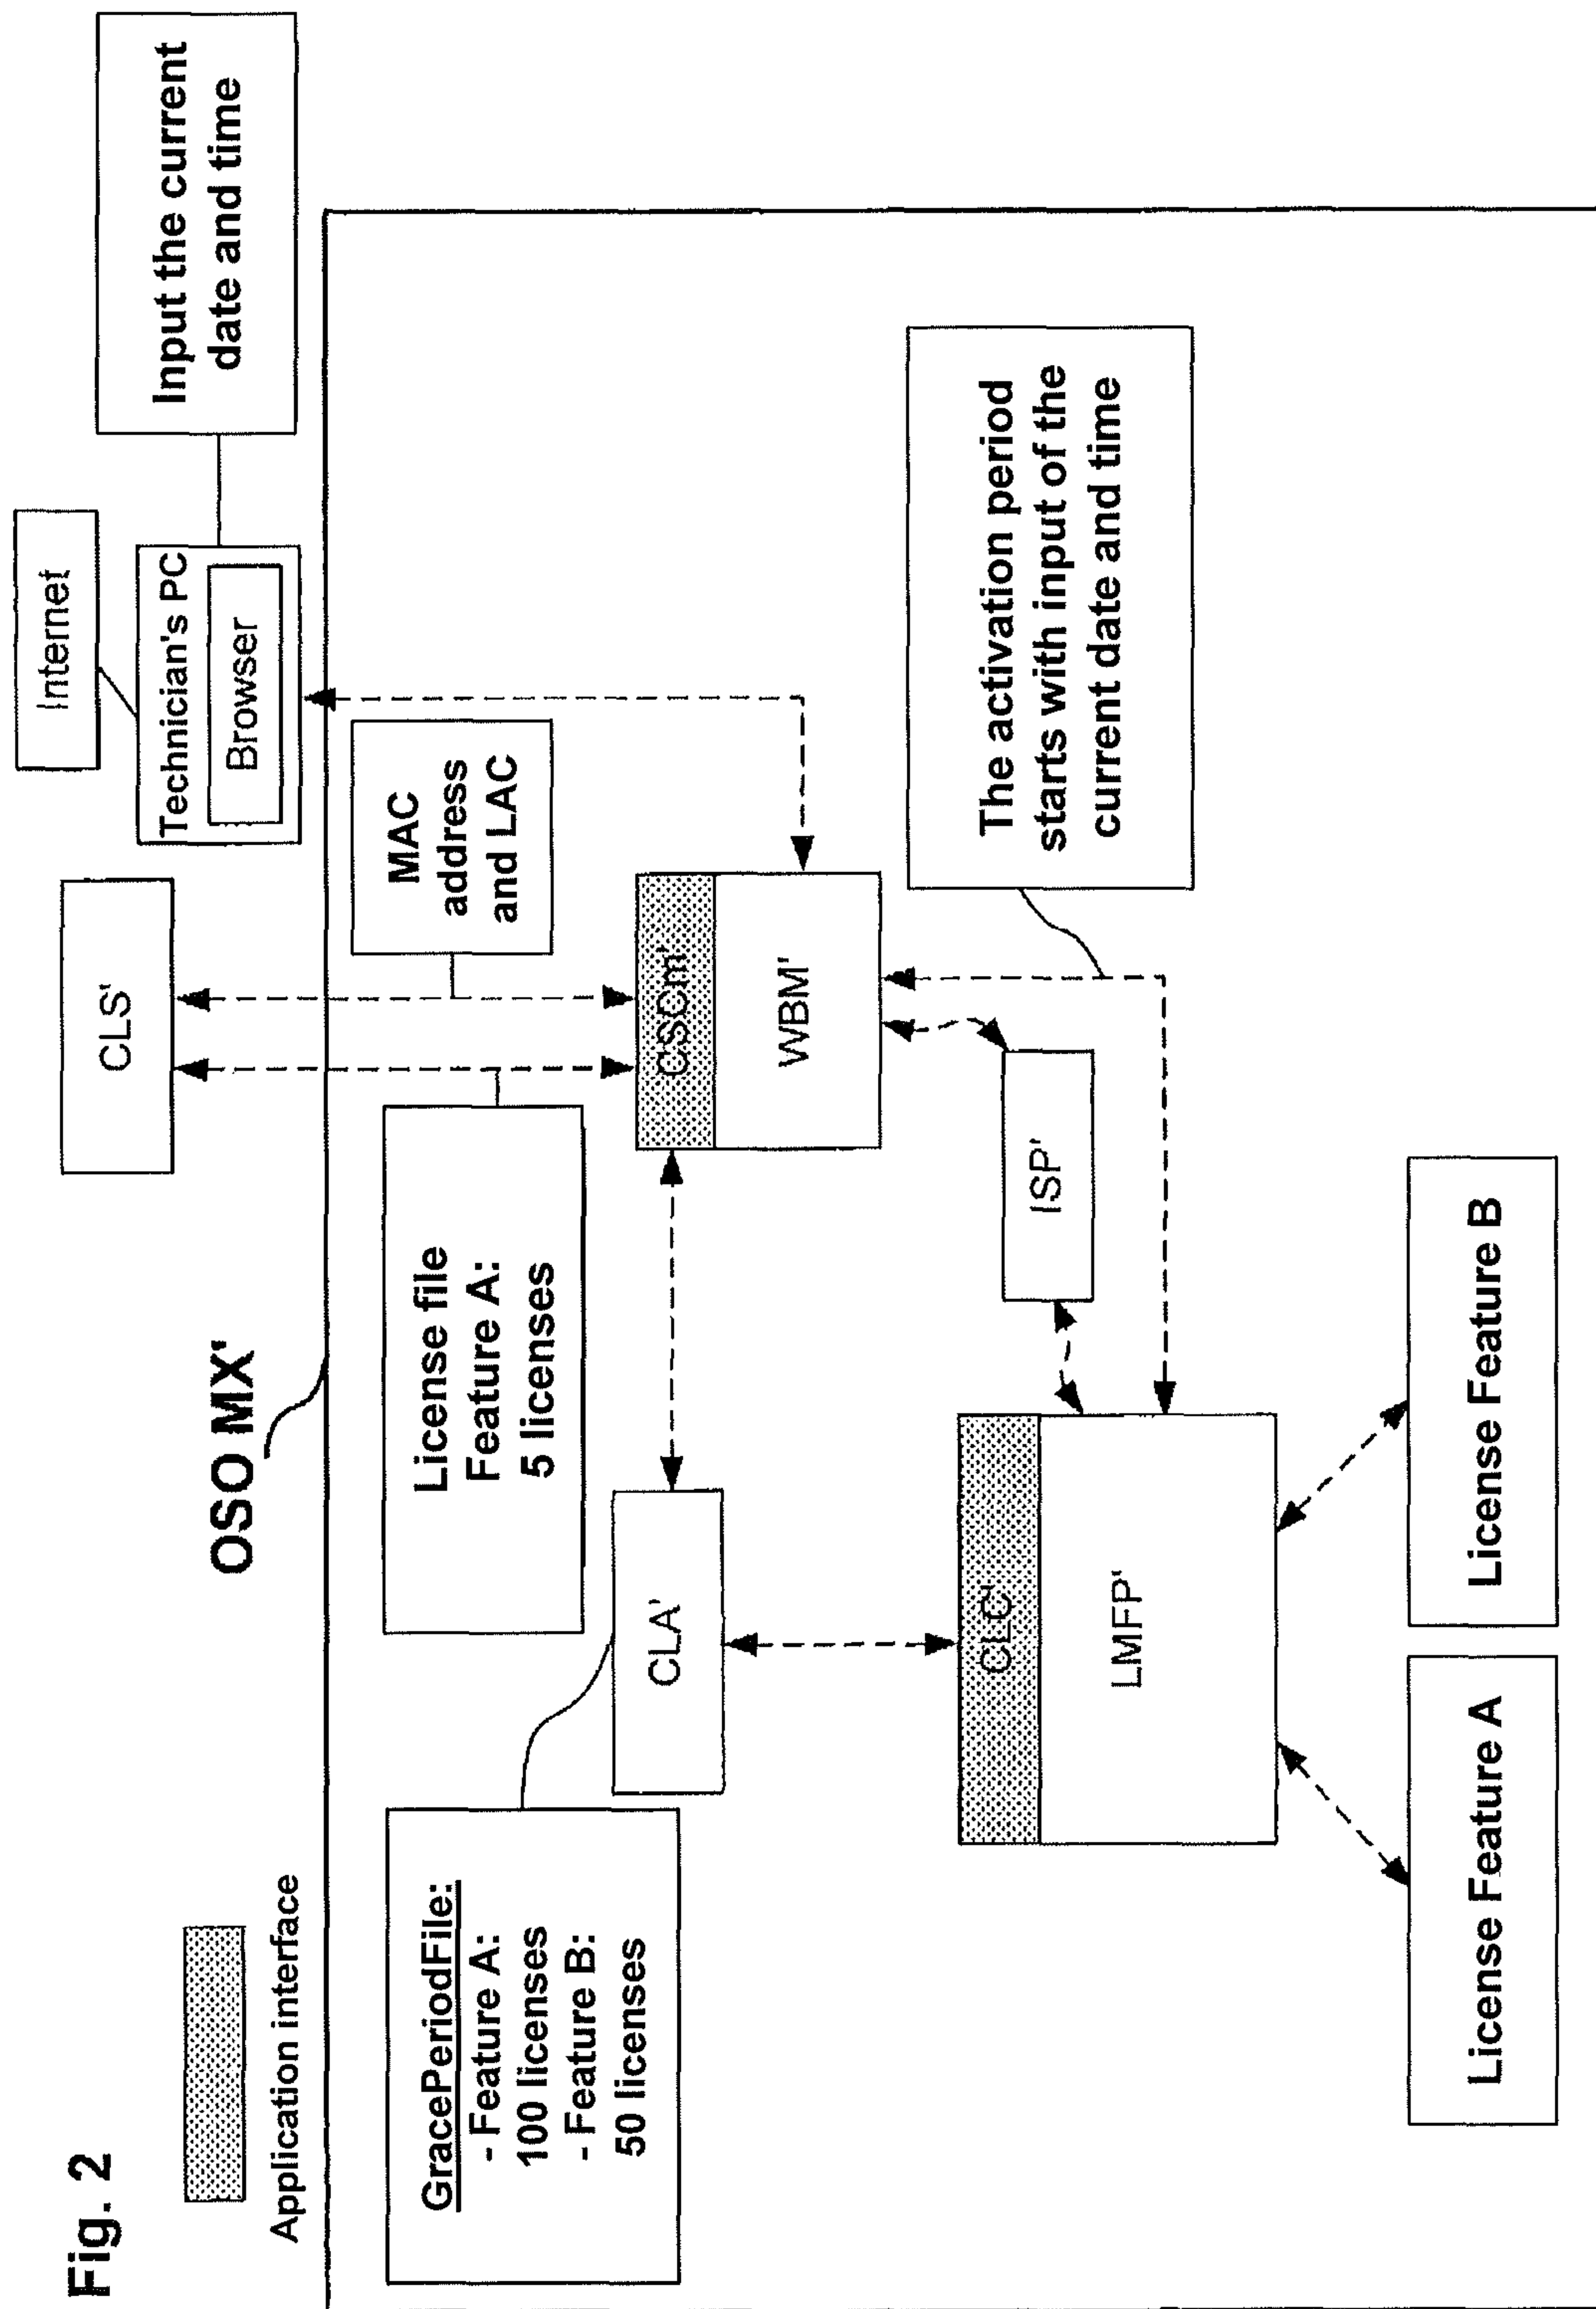 Fig. 2
Application interface
OSO MX'
CLS'
Internet
Technician's PC
Browser
Input the current
date and time
GracePeriodFile:
- Feature A:
100 licenses
- Feature B:
50 licenses
License file
Feature A:
5 licenses
MAC
address
and LAC
CLA'
CSCm'
WBM'
CLC'
LMFP'
ISP'
The activation period
starts with input of the
current date and time
License Feature A
License Feature B